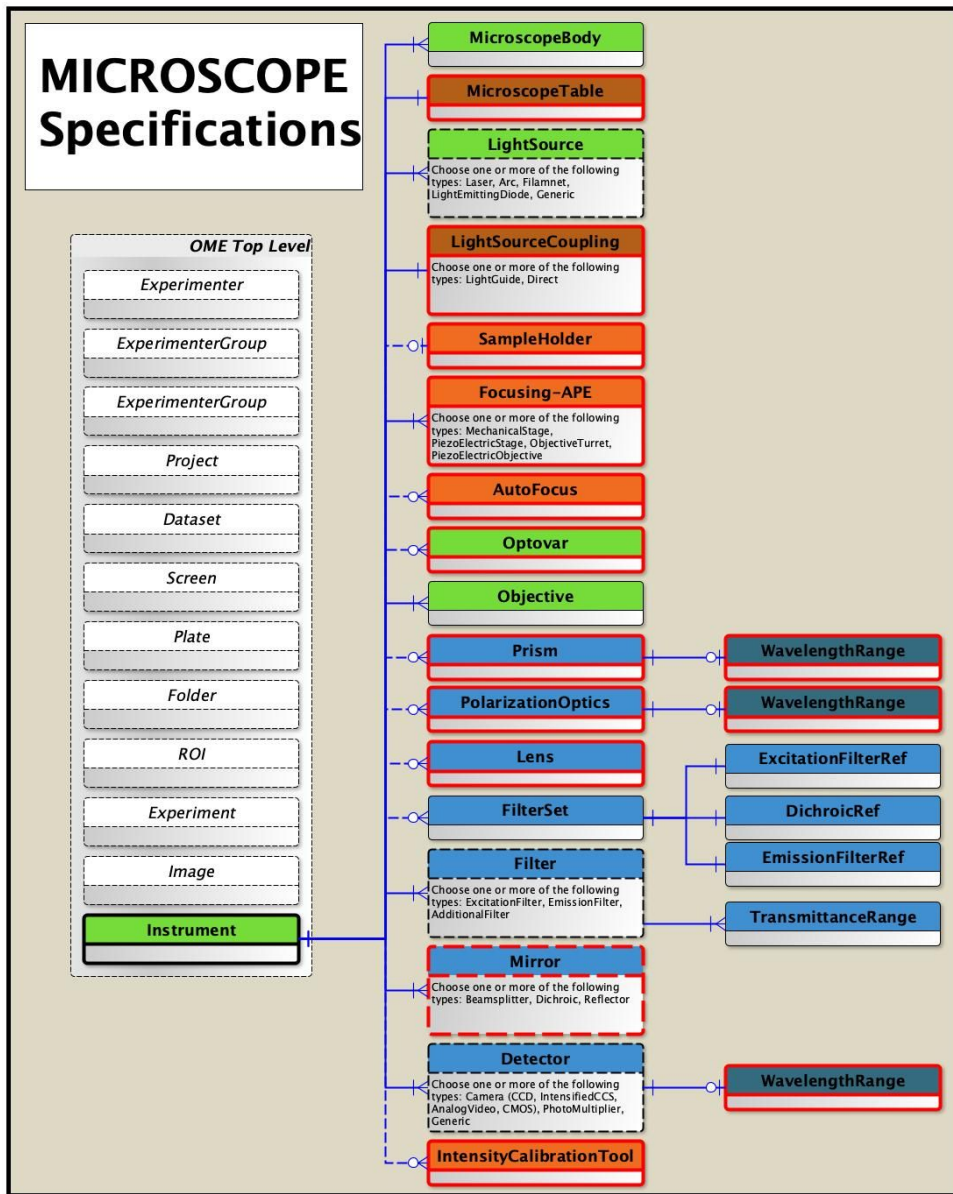 MICROSCOPE
Specifications
OME Top Level
Experimenter
ExperimenterGroup
ExperimenterGroup
Project
Dataset
Screen
Plate
Folder
ROI
Experiment
Image
Instrument
MicroscopeBody
MicroscopeTable
LightSource
Choose one or more of the following
types: Laser, Arc, Filamnet,
LightEmittingDiode, Generic
LightSourceCoupling
Choose one or more of the following
types: LightGuide, Direct
SampleHolder
Focusing-APE
Choose one or more of the following
types: MechanicalStage,
PiezoElectricStage, ObjectiveTurret,
PiezoElectricObjective
AutoFocus
Optovar
Objective
Prism
WavelengthRange
PolarizationOptics
WavelengthRange
Lens
FilterSet
ExcitationFilterRef
DichroicRef
EmissionFilterRef
Filter
Choose one or more of the following
types: ExcitationFilter, EmissionFilter,
AdditionalFilter
TransmittanceRange
Mirror
Choose one or more of the following
types: Beamsplitter, Dichroic, Reflector
Detector
Choose one or more of the following
types: Camera (CCD, IntensifiedCCS,
AnalogVideo, CMOS), PhotoMultiplier,
Generic
WavelengthRange
IntensityCalibrationTool